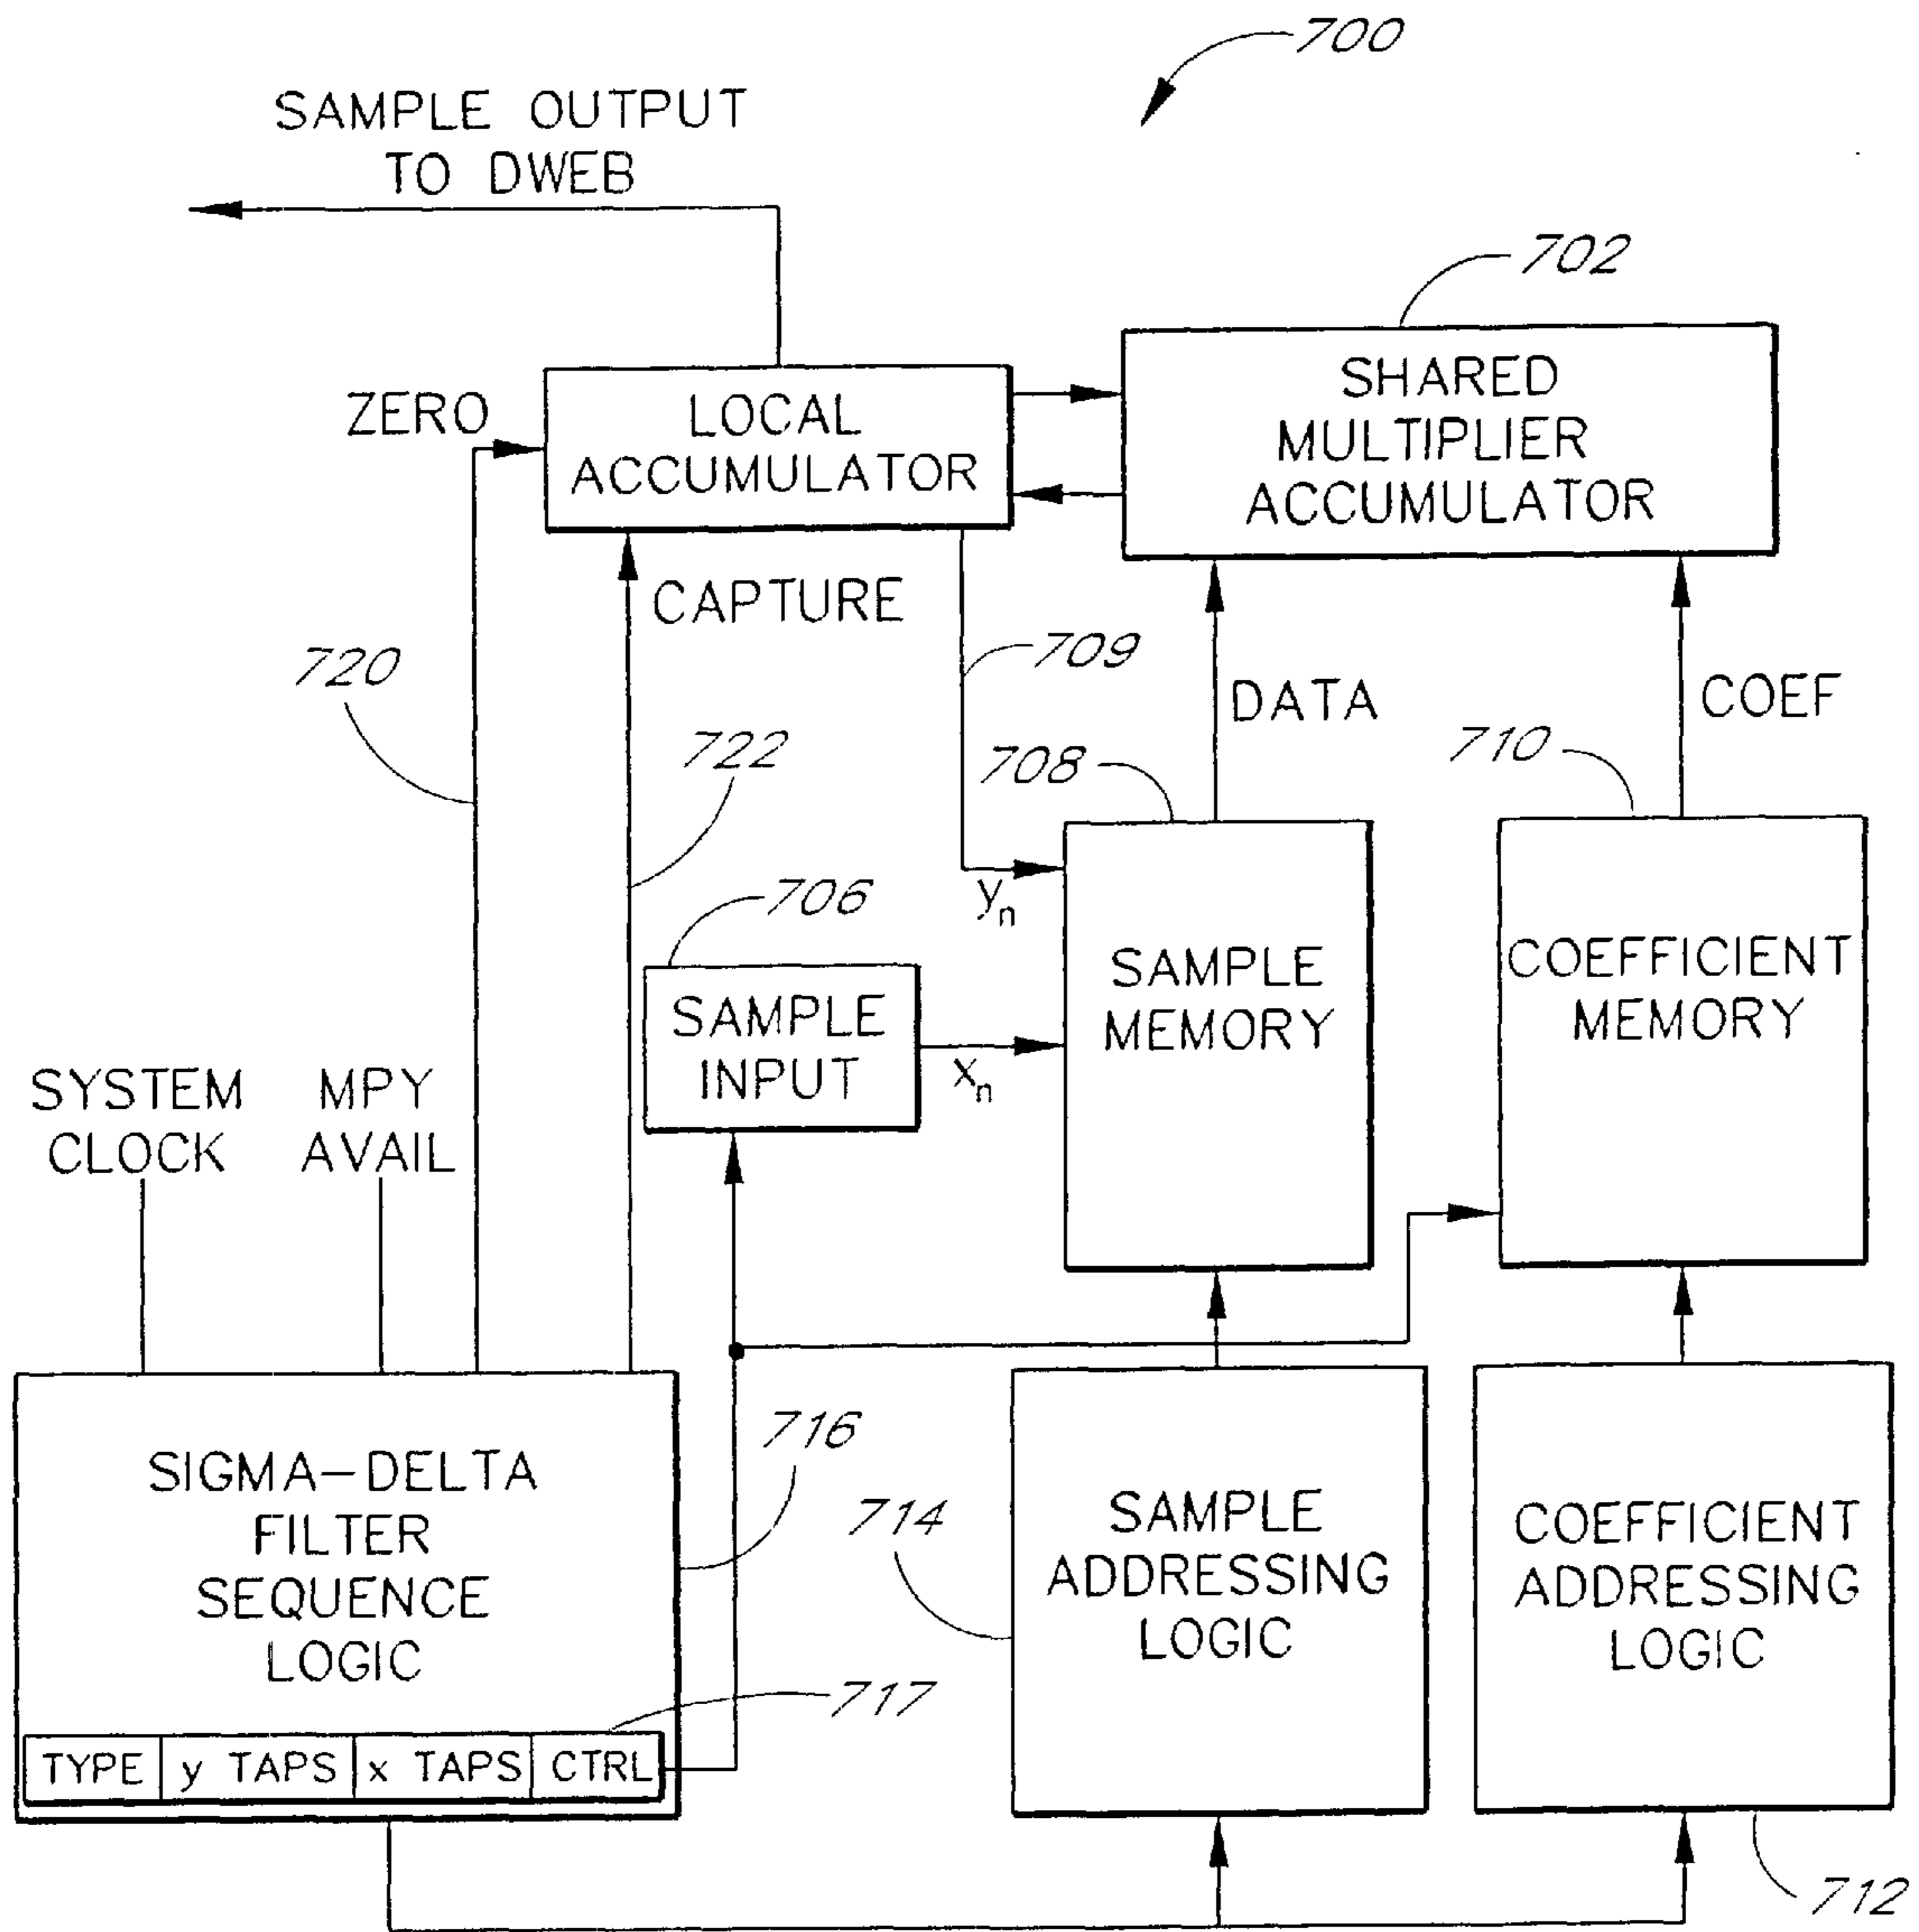 700
SAMPLE OUTPUT
TO DWEB
702
ZERO
LOCAL
ACCUMULATOR
SHARED
MULTIPLIER
ACCUMULATOR
CAPTURE
720
709
DATA
COEF
722
708
710
706
yn
SAMPLE
INPUT
xn
SAMPLE
MEMORY
COEFFICIENT
MEMORY
SYSTEM
CLOCK
MPY
AVAIL
716
SIGMA-DELTA
FILTER
SEQUENCE
LOGIC
714
SAMPLE
ADDRESSING
LOGIC
COEFFICIENT
ADDRESSING
LOGIC
717
TYPE y TAPS x TAPS CTRL
712